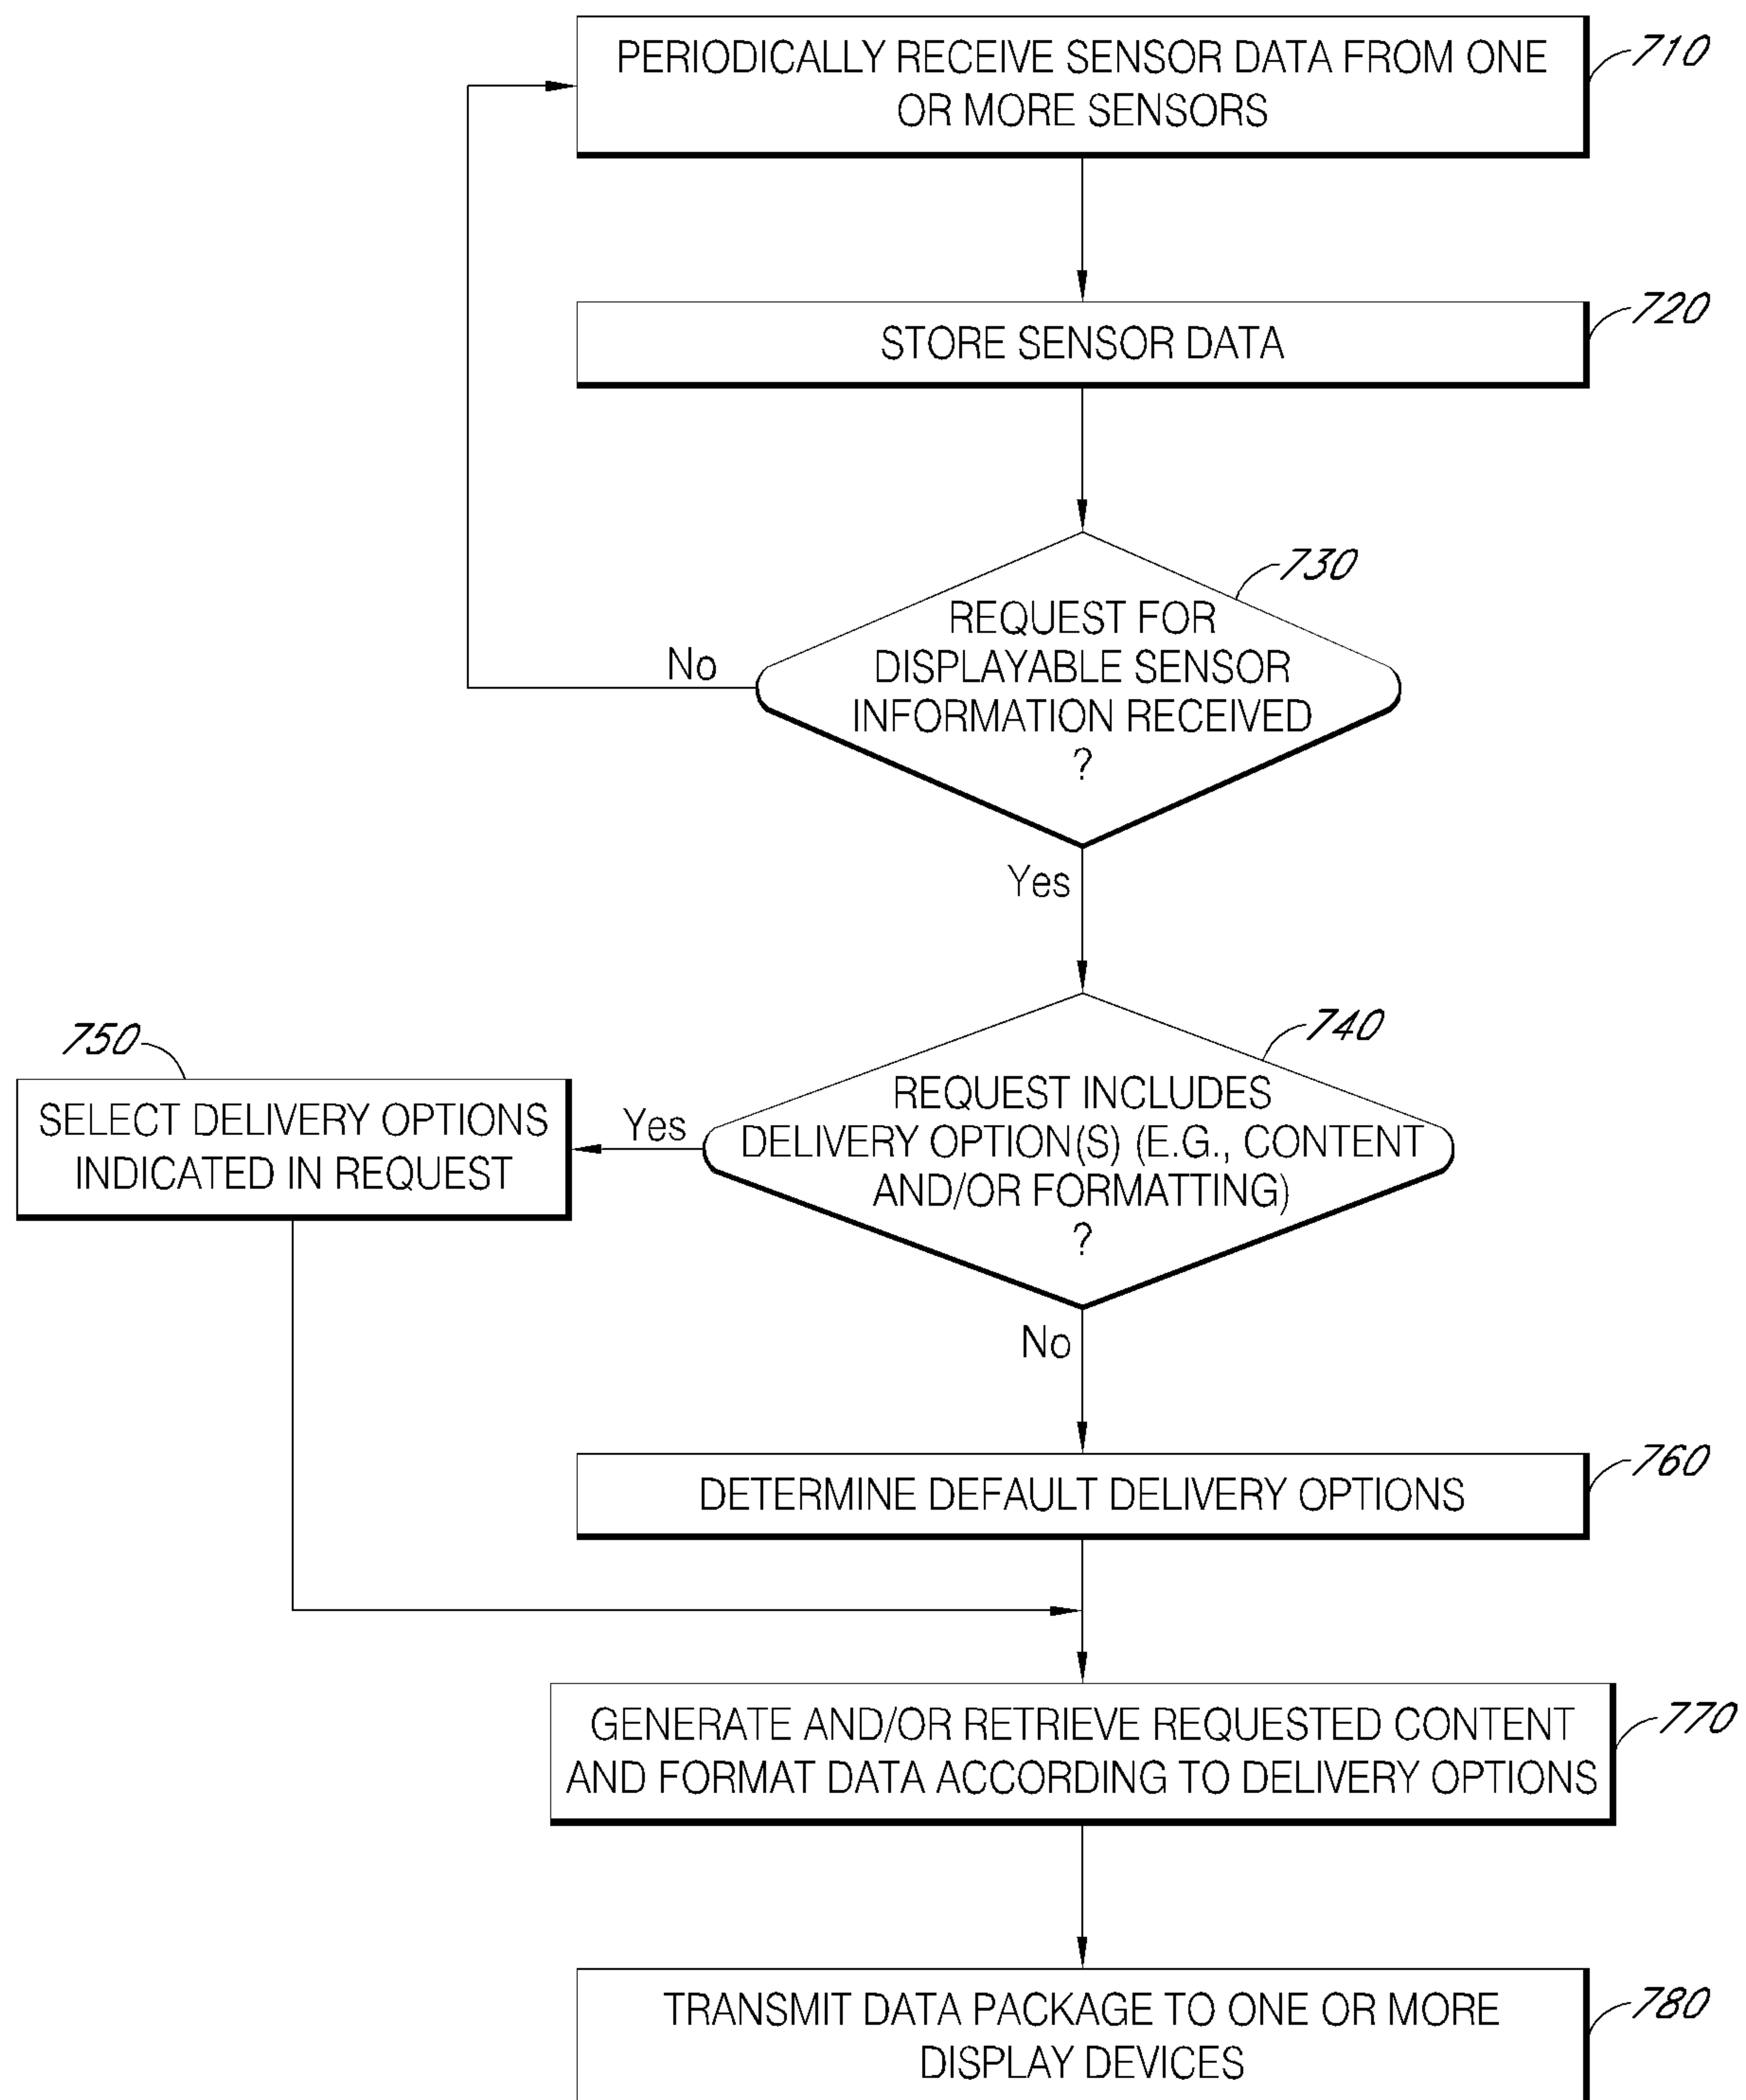 PERIODICALLY RECEIVE SENSOR DATA FROM ONE
OR MORE SENSORS
710
STORE SENSOR DATA
720
730
REQUEST FOR
DISPLAYABLE SENSOR
INFORMATION RECEIVED
?
No
Yes
740
750
REQUEST INCLUDES
DELIVERY OPTION(S) (E.G., CONTENT
AND/OR FORMATTING)
?
Yes
SELECT DELIVERY OPTIONS
INDICATED IN REQUEST
No
DETERMINE DEFAULT DELIVERY OPTIONS
760
GENERATE AND/OR RETRIEVE REQUESTED CONTENT
AND FORMAT DATA ACCORDING TO DELIVERY OPTIONS
770
TRANSMIT DATA PACKAGE TO ONE OR MORE
DISPLAY DEVICES
780